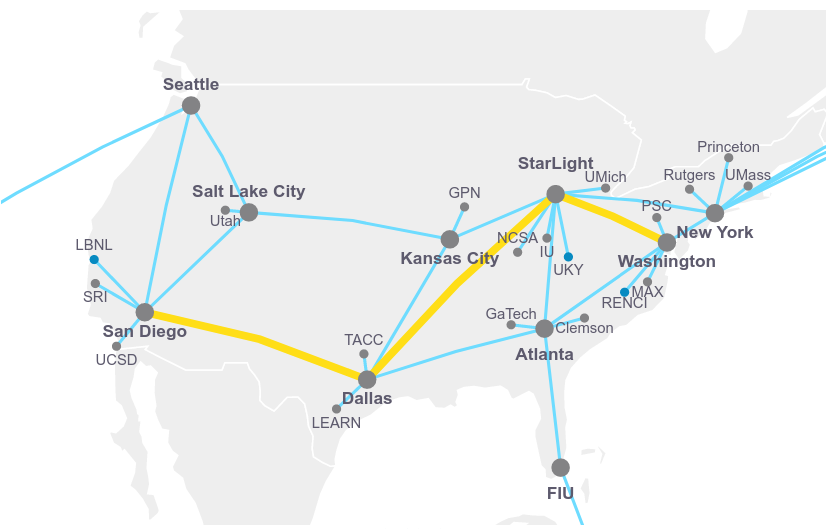 Seattle
Princeton
StarLight
Rutgers
UMass
UMich
Salt Lake City
GPN
PSC
Utah
New York
NCSA
LBNL
IU
Kansas City
Washington
UKY
SRI
MAX
RENCI
GaTech
Clemson
San Diego
TACC
Atlanta
UCSD
Dallas
LEARN
FIU